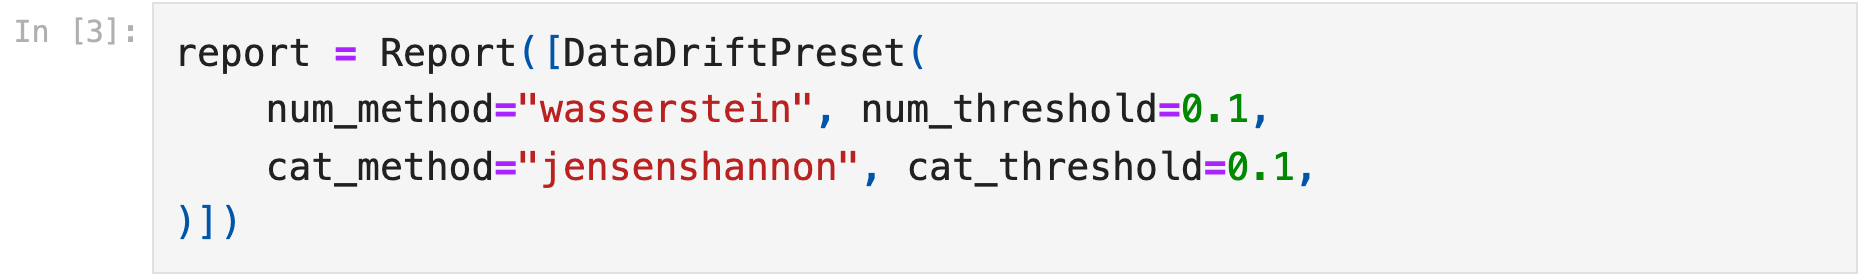 In [3]:
report = Report([DataDriftPreset(
    num_method="wasserstein", num_threshold=0.1,
    cat_method="jensenshannon", cat_threshold=0.1,
)])